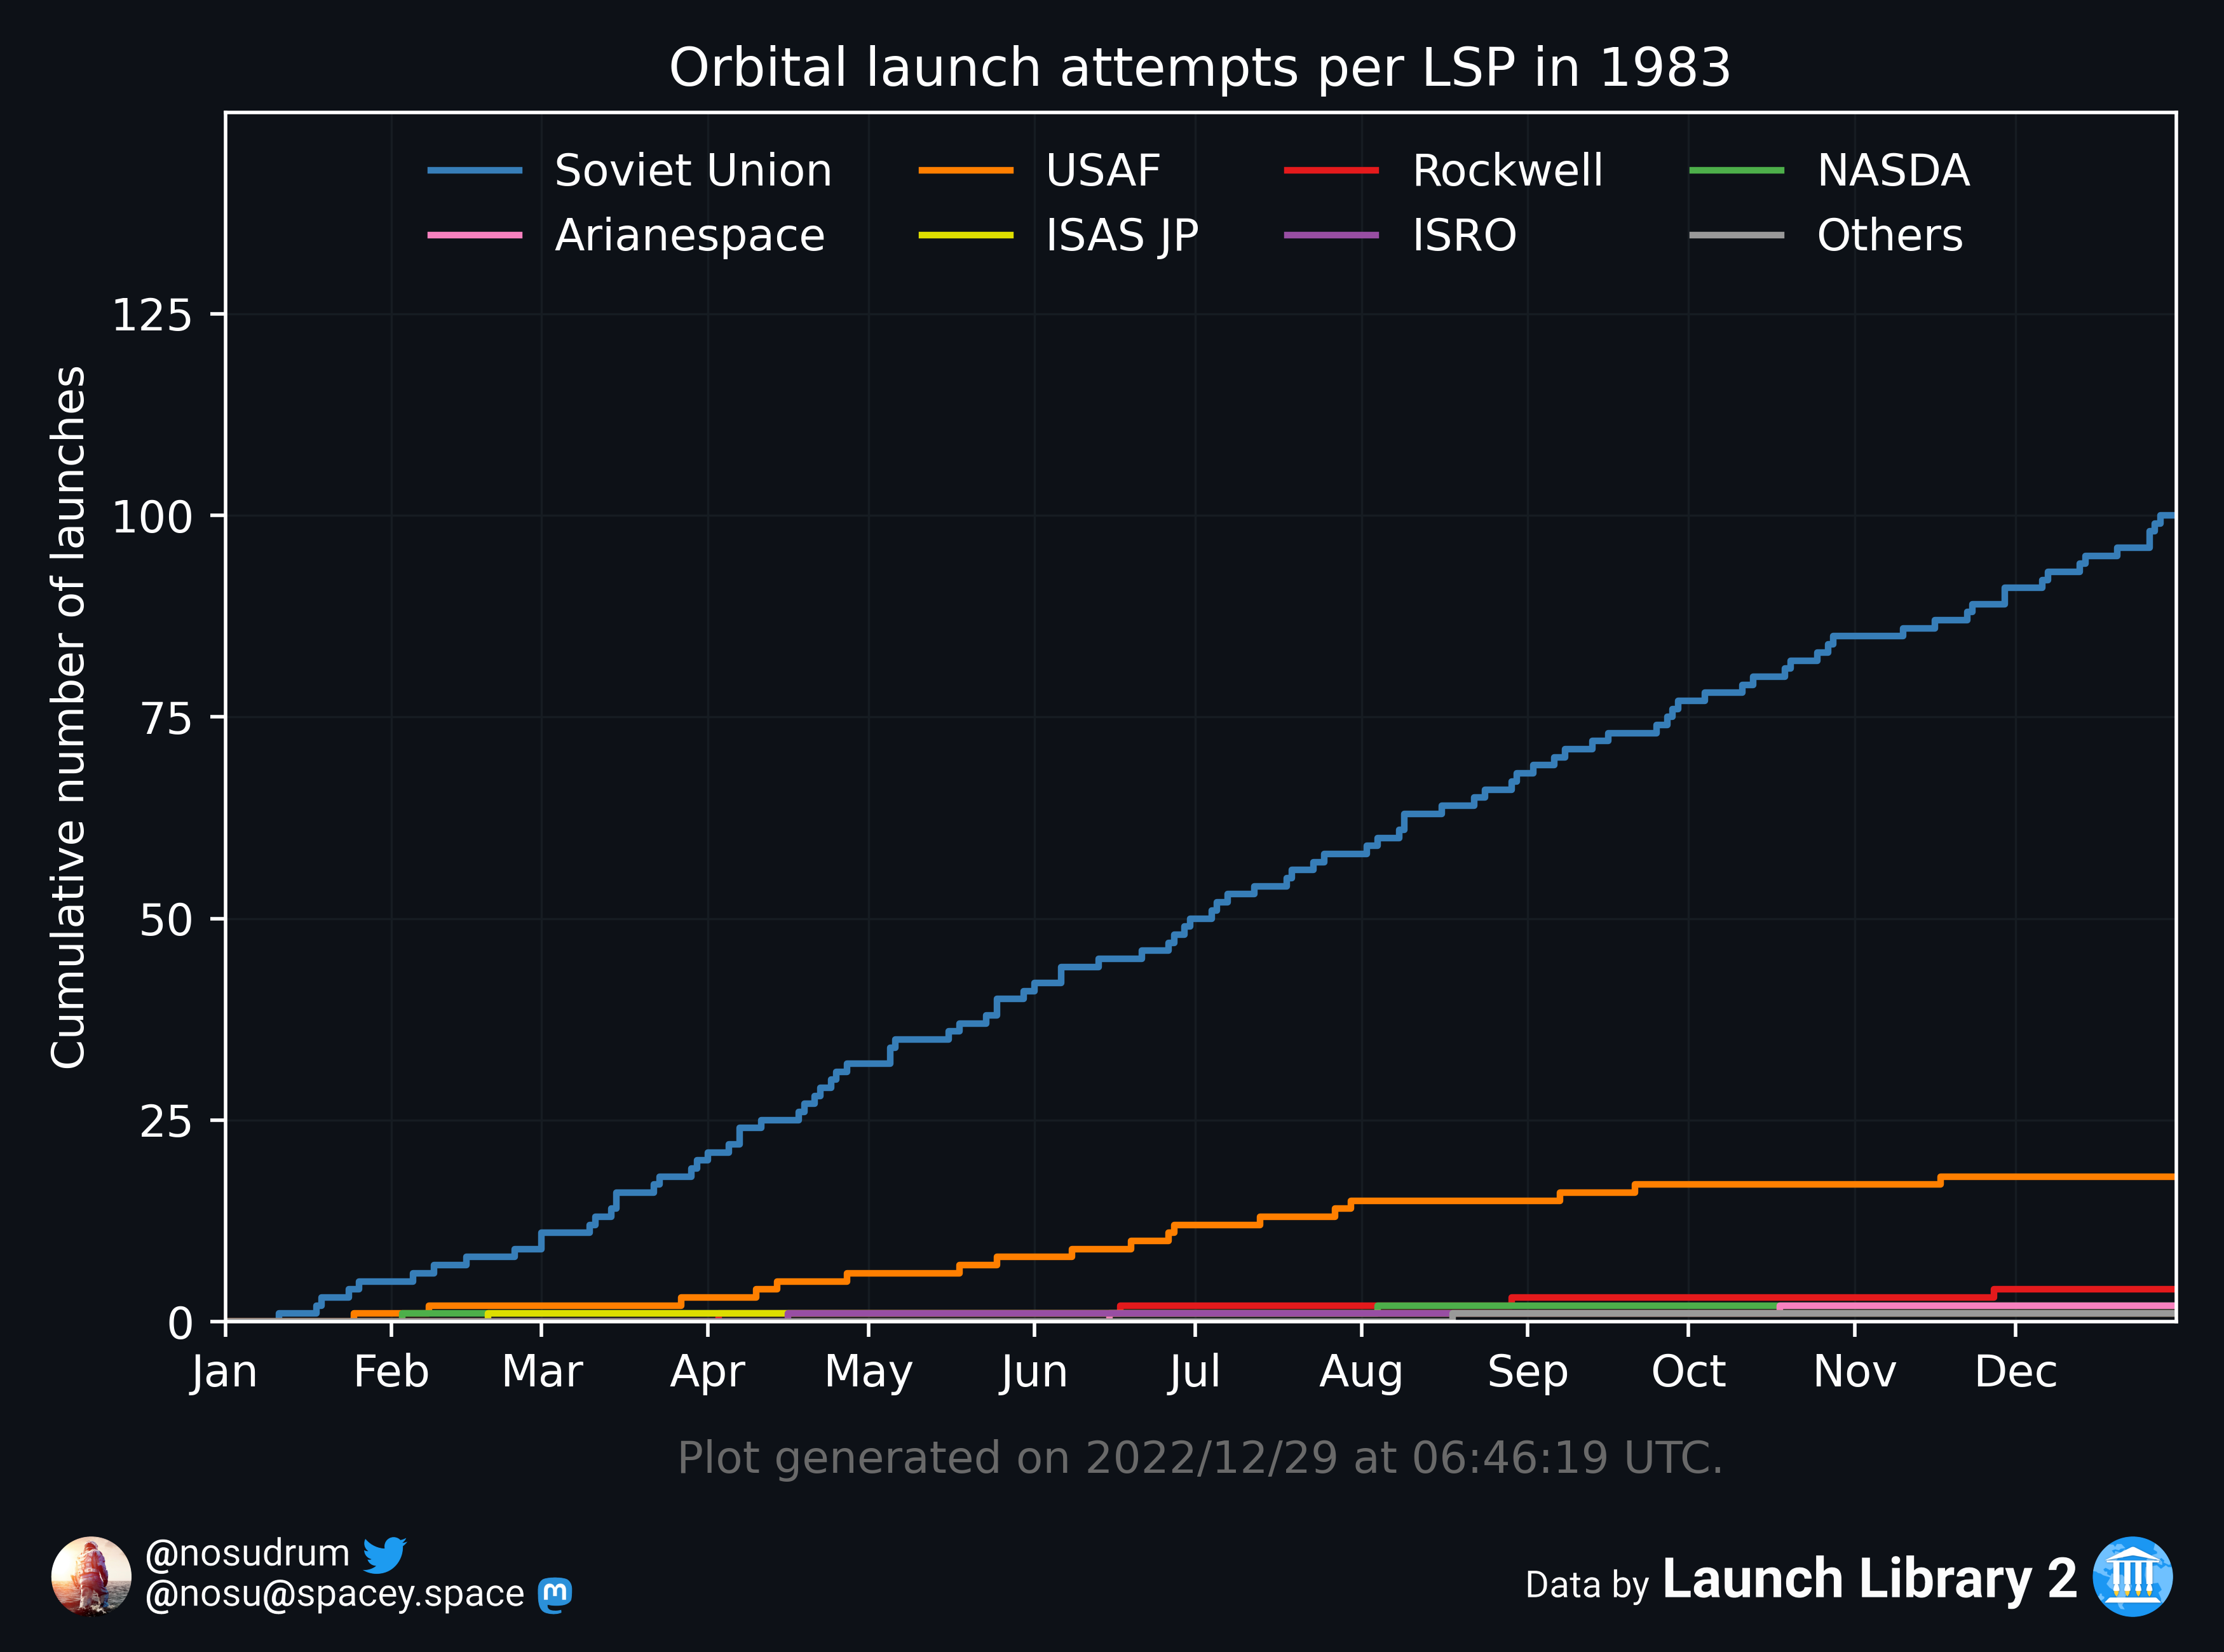 Orbital launch attempts per LSP in 1983
Soviet Union USAF Rockwell NASDA
Arianespace ISAS JP ISRO Others
Cumulative number of launches
125
100
75
50
25
0
Jan Feb Mar Apr May Jun Jul Aug Sep Oct Nov Dec
Plot generated on 2022/12/29 at 06:46:19 UTC.
@nosudrum
@nosu@spacey.space
Data by Launch Library 2